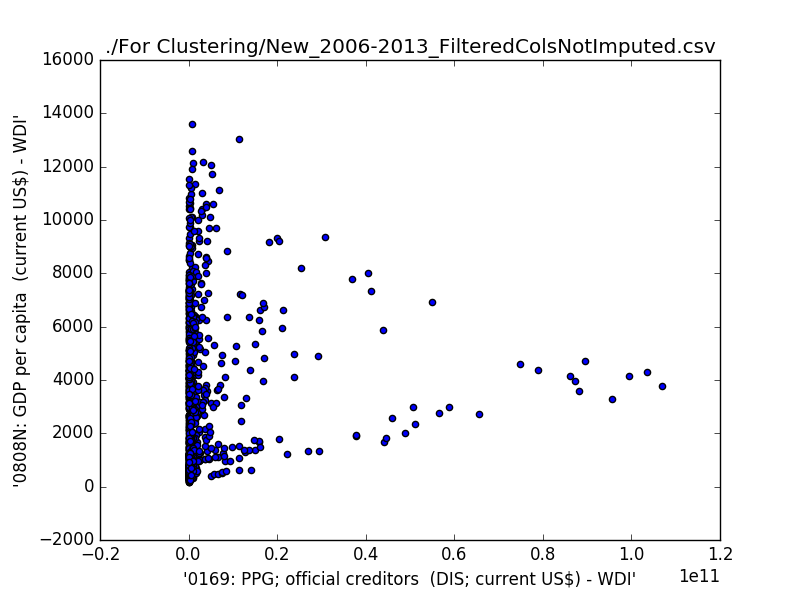 ./For Clustering/New_2006-2013_FilteredColsNotImputed.csv
16000
14000
12000
10000
8000
6000
4000
2000
0
−2000
'0808N: GDP per capita  (current US$) - WDI'
−0.2 0.0 0.2 0.4 0.6 0.8 1.0 1.2
1e11
'0169: PPG; official creditors  (DIS; current US$) - WDI'